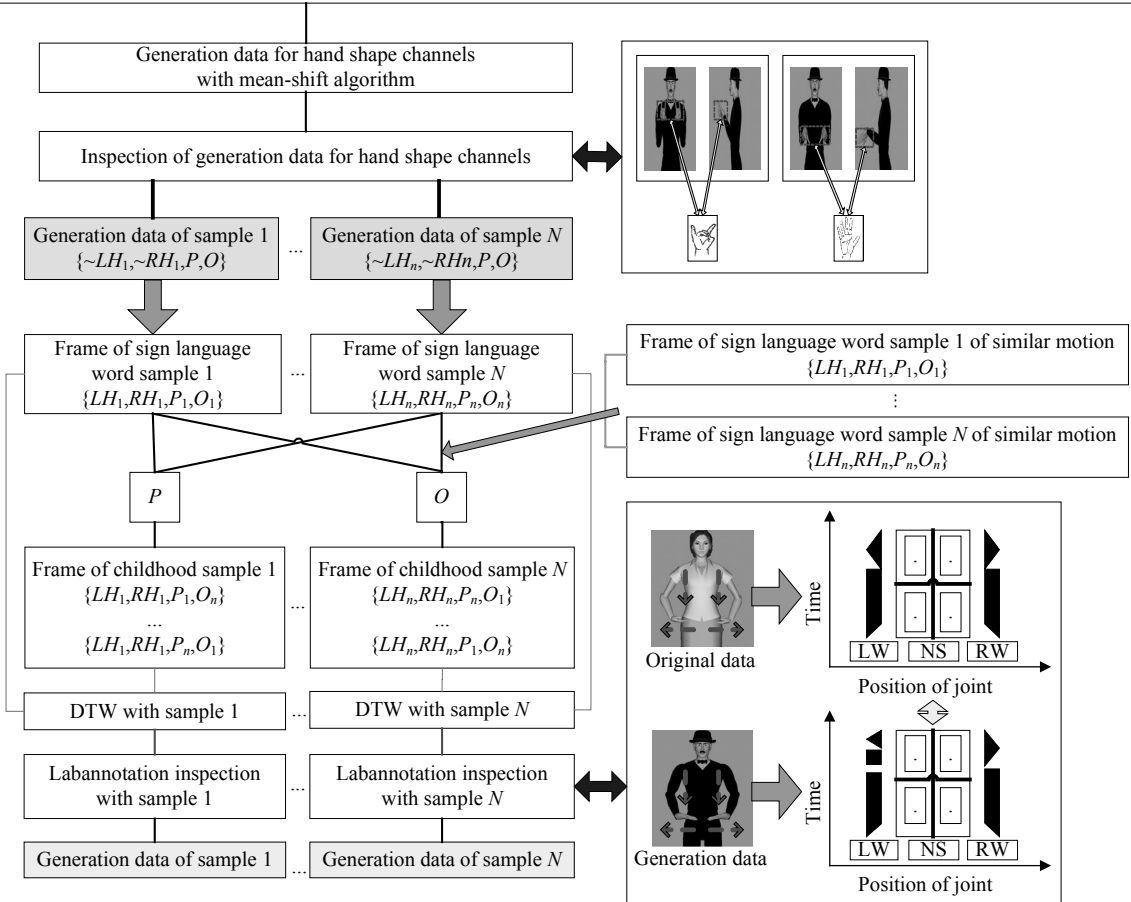 Generation data for hand shape channels
with mean-shift algorithm
Inspection of generation data for hand shape channels
Generation data of sample 1
{~LH₁,~RH₁,P,O}
...
Generation data of sample N
{~LHₙ,~RHn,P,O}
Frame of sign language
word sample 1
{LH₁,RH₁,P₁,O₁}
...
Frame of sign language
word sample N
{LHₙ,RHₙ,Pₙ,Oₙ}
Frame of sign language word sample 1 of similar motion
{LH₁,RH₁,P₁,O₁}
⋮
Frame of sign language word sample N of similar motion
{LHₙ,RHₙ,Pₙ,Oₙ}
P
O
Frame of childhood sample 1
{LH₁,RH₁,P₁,Oₙ}
...
{LH₁,RH₁,Pₙ,O₁}
...
Frame of childhood sample N
{LHₙ,RHₙ,Pₙ,O₁}
...
{LHₙ,RHₙ,P₁,Oₙ}
DTW with sample 1
...
DTW with sample N
Labannotation inspection
with sample 1
...
Labannotation inspection
with sample N
Generation data of sample 1
...
Generation data of sample N
Original data
Time
LW
NS
RW
Position of joint
Generation data
Time
LW
NS
RW
Position of joint